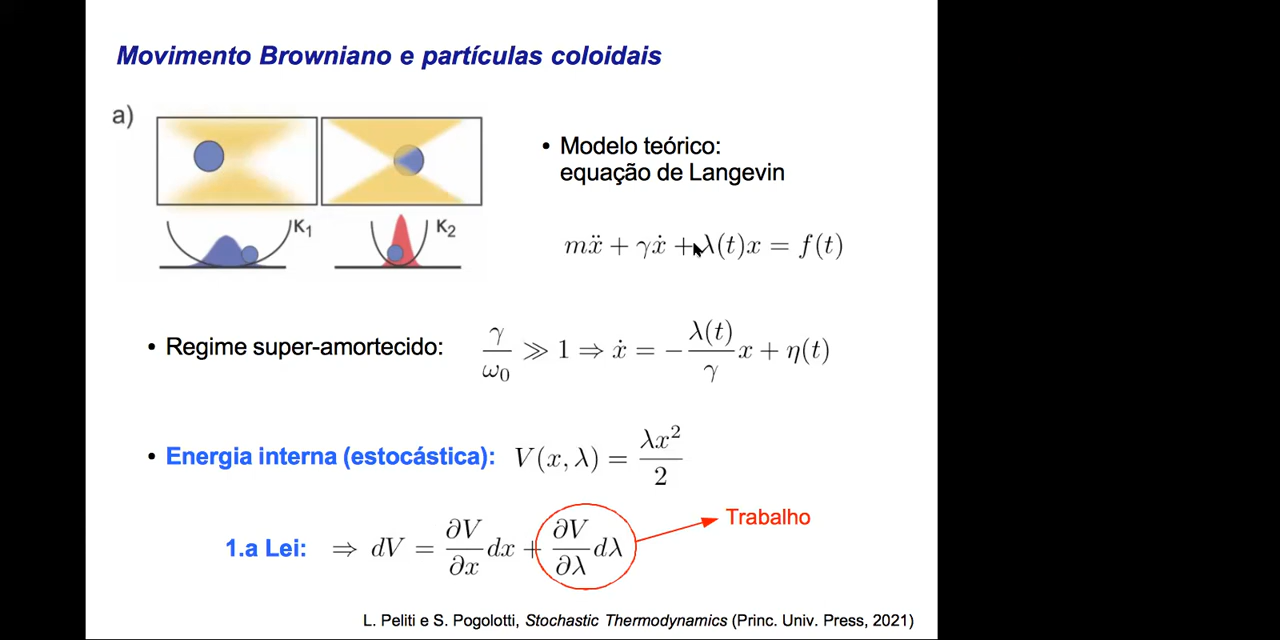 Movimento Browniano e partículas coloidais
a)
K₁
K₂
• Modelo teórico:
equação de Langevin
mẍ + γẋ + λ(t)x = f(t)
• Regime super-amortecido: γ/ω₀ ≫ 1 ⇒ ẋ = −λ(t)/γ x + η(t)
• Energia interna (estocástica): V(x, λ) = λx²/2
Trabalho
1.a Lei: ⇒ dV = ∂V/∂x dx + ∂V/∂λ dλ
L. Peliti e S. Pogolotti, Stochastic Thermodynamics (Princ. Univ. Press, 2021)